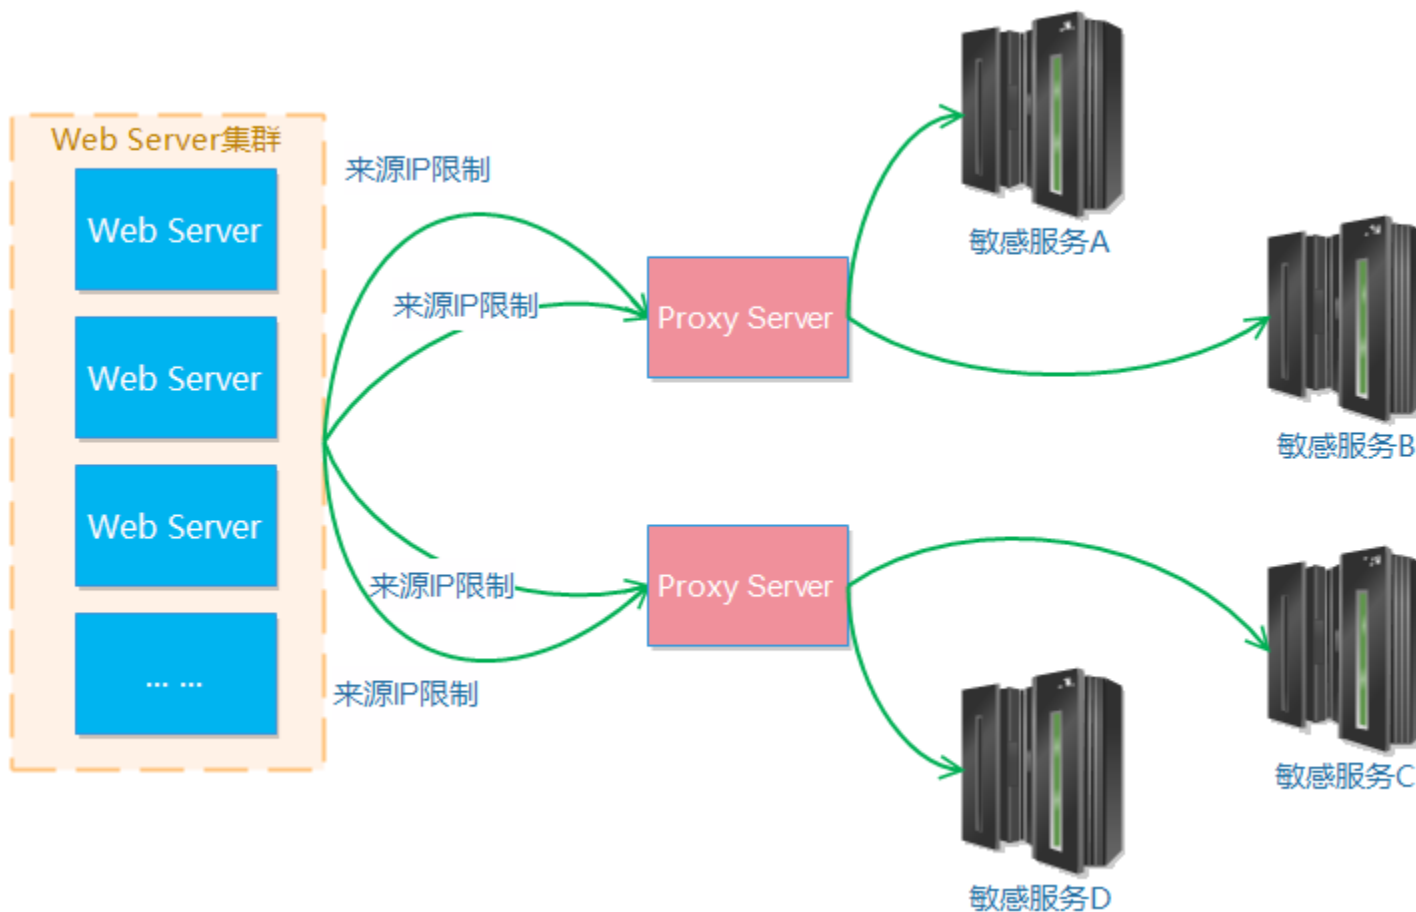 Web Server集群
Web Server
Web Server
Web Server
... ...
来源IP限制
来源IP限制
来源IP限制
来源IP限制
Proxy Server
Proxy Server
敏感服务A
敏感服务B
敏感服务C
敏感服务D